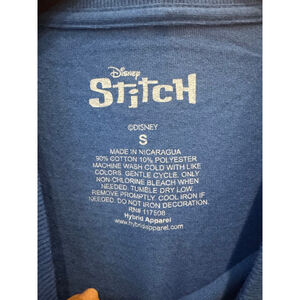 Disney
StitcH
©DISNEY
S
MADE IN NICARAGUA
90% COTTON 10% POLYESTER
MACHINE WASH COLD WITH LIKE
COLORS. GENTLE CYCLE. ONLY
NON-CHLORINE BLEACH WHEN
NEEDED. TUMBLE DRY LOW.
REMOVE PROMPTLY. COOL IRON IF
NEEDED. DO NOT IRON DECORATION.
RN# 117508
Hybrid Apparel
www.hybridapparel.com